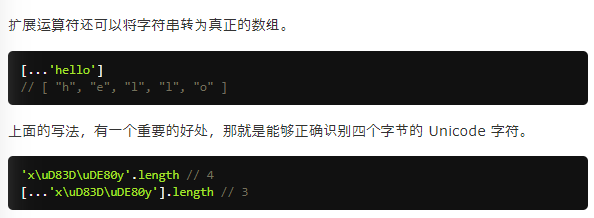 扩展运算符还可以将字符串转为真正的数组。
[...'hello']
// [ "h", "e", "l", "l", "o" ]
上面的写法，有一个重要的好处，那就是能够正确识别四个字节的 Unicode 字符。
'x\uD83D\uDE80y'.length // 4
[...'x\uD83D\uDE80y'].length // 3